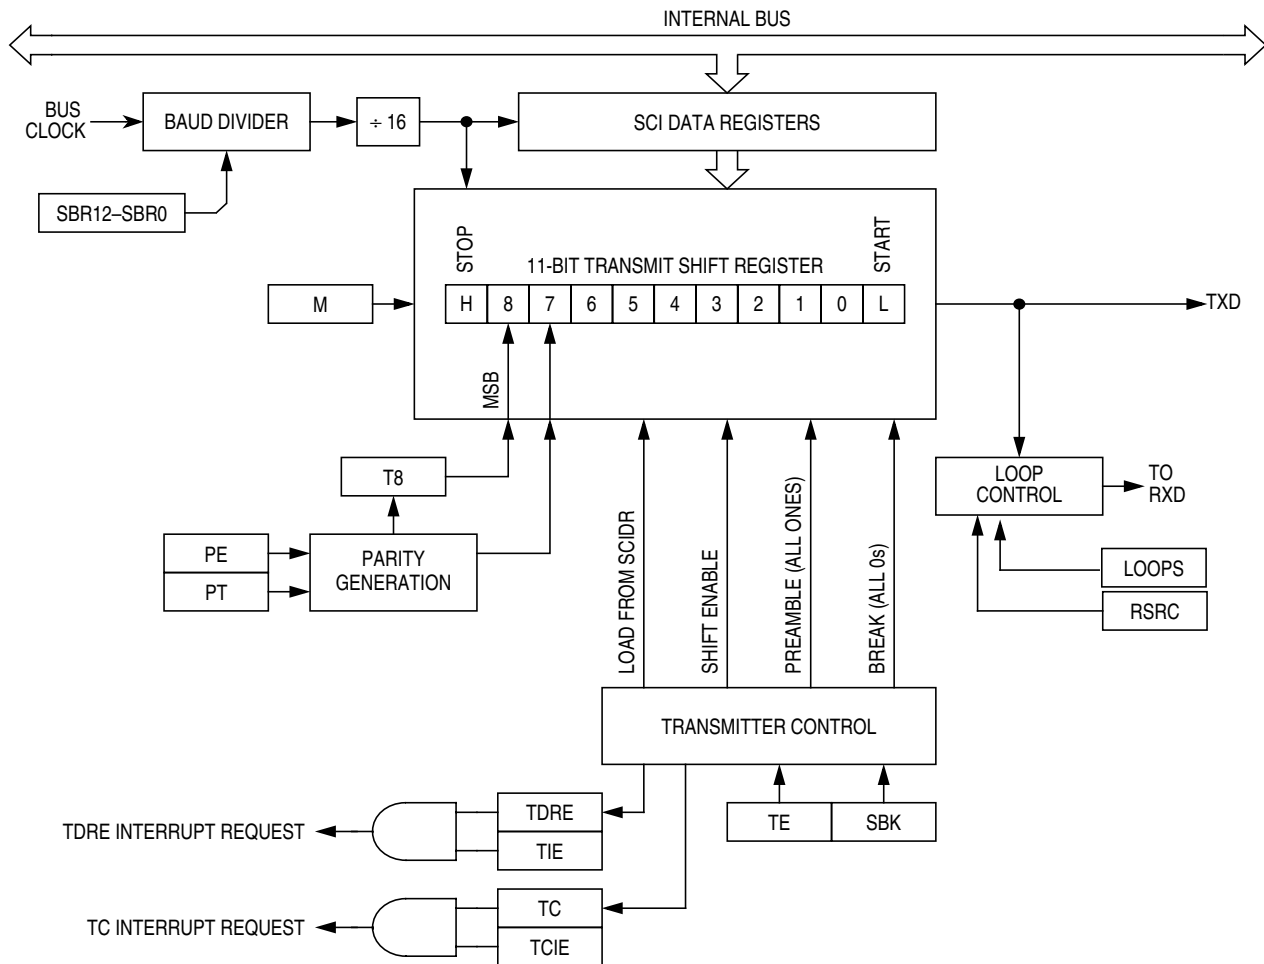 INTERNAL BUS
BUS
CLOCK
BAUD DIVIDER
÷ 16
SCI DATA REGISTERS
SBR12–SBR0
STOP
11-BIT TRANSMIT SHIFT REGISTER
START
M
H 8 7 6 5 4 3 2 1 0 L
TXD
MSB
T8
LOOP
CONTROL
TO
RXD
PE
PT
PARITY
GENERATION
LOAD FROM SCIDR
SHIFT ENABLE
PREAMBLE (ALL ONES)
BREAK (ALL 0s)
LOOPS
RSRC
TRANSMITTER CONTROL
TDRE INTERRUPT REQUEST
TDRE
TIE
TE
SBK
TC INTERRUPT REQUEST
TC
TCIE